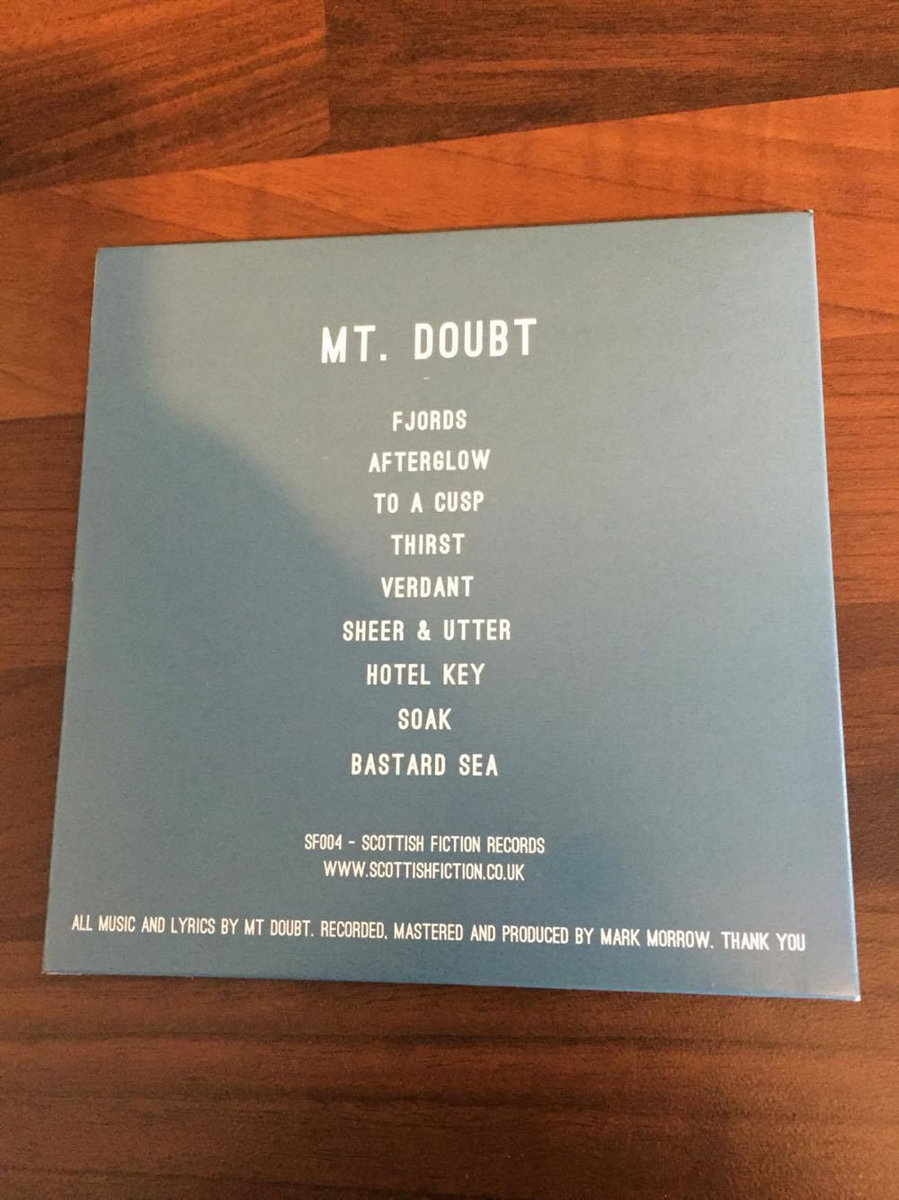 MT. DOUBT
FJORDS
AFTERGLOW
TO A CUSP
THIRST
VERDANT
SHEER & UTTER
HOTEL KEY
SOAK
BASTARD SEA
SF004 - SCOTTISH FICTION RECORDS
WWW.SCOTTISHFICTION.CO.UK
ALL MUSIC AND LYRICS BY MT DOUBT. RECORDED, MASTERED AND PRODUCED BY MARK MORROW. THANK YOU